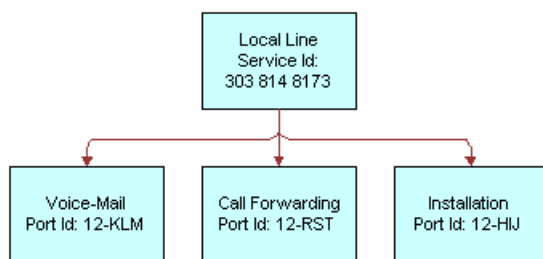 Local Line
Service Id:
303 814 8173
Voice-Mail
Port Id: 12-KLM
Call Forwarding
Port Id: 12-RST
Installation
Port Id: 12-HIJ